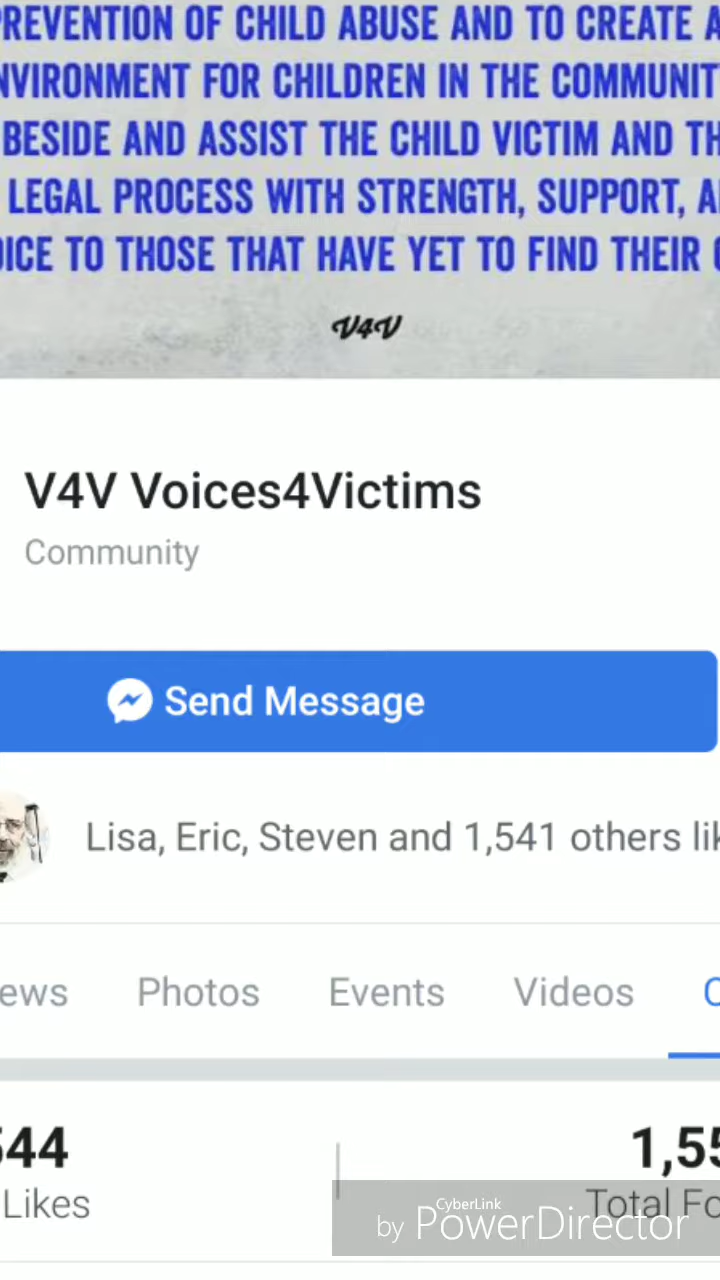 REVENTION OF CHILD ABUSE AND TO CREATE A
NVIRONMENT FOR CHILDREN IN THE COMMUNIT
BESIDE AND ASSIST THE CHILD VICTIM AND TH
LEGAL PROCESS WITH STRENGTH, SUPPORT, A
OICE TO THOSE THAT HAVE YET TO FIND THEIR
V4V
V4V Voices4Victims
Community
Send Message
Lisa, Eric, Steven and 1,541 others lik
ews Photos Events Videos
544 1,55
Likes Total Fo
CyberLink
by PowerDirector